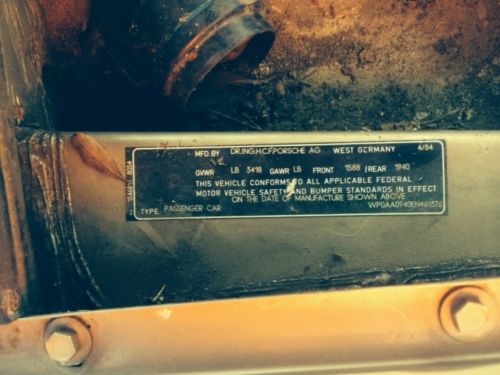 MFD.BY DR.ING.H.C.F.PORSCHE AG WEST GERMANY 4/84
GVWR LB 3418 GAWR LB FRONT 1588 /REAR 1940
THIS VEHICLE CONFORMS TO ALL APPLICABLE FEDERAL
MOTOR VEHICLE SAFETY AND BUMPER STANDARDS IN EFFECT
ON THE DATE OF MANUFACTURE SHOWN ABOVE
TYPE PASSENGER CAR WP0AA0940EN461376